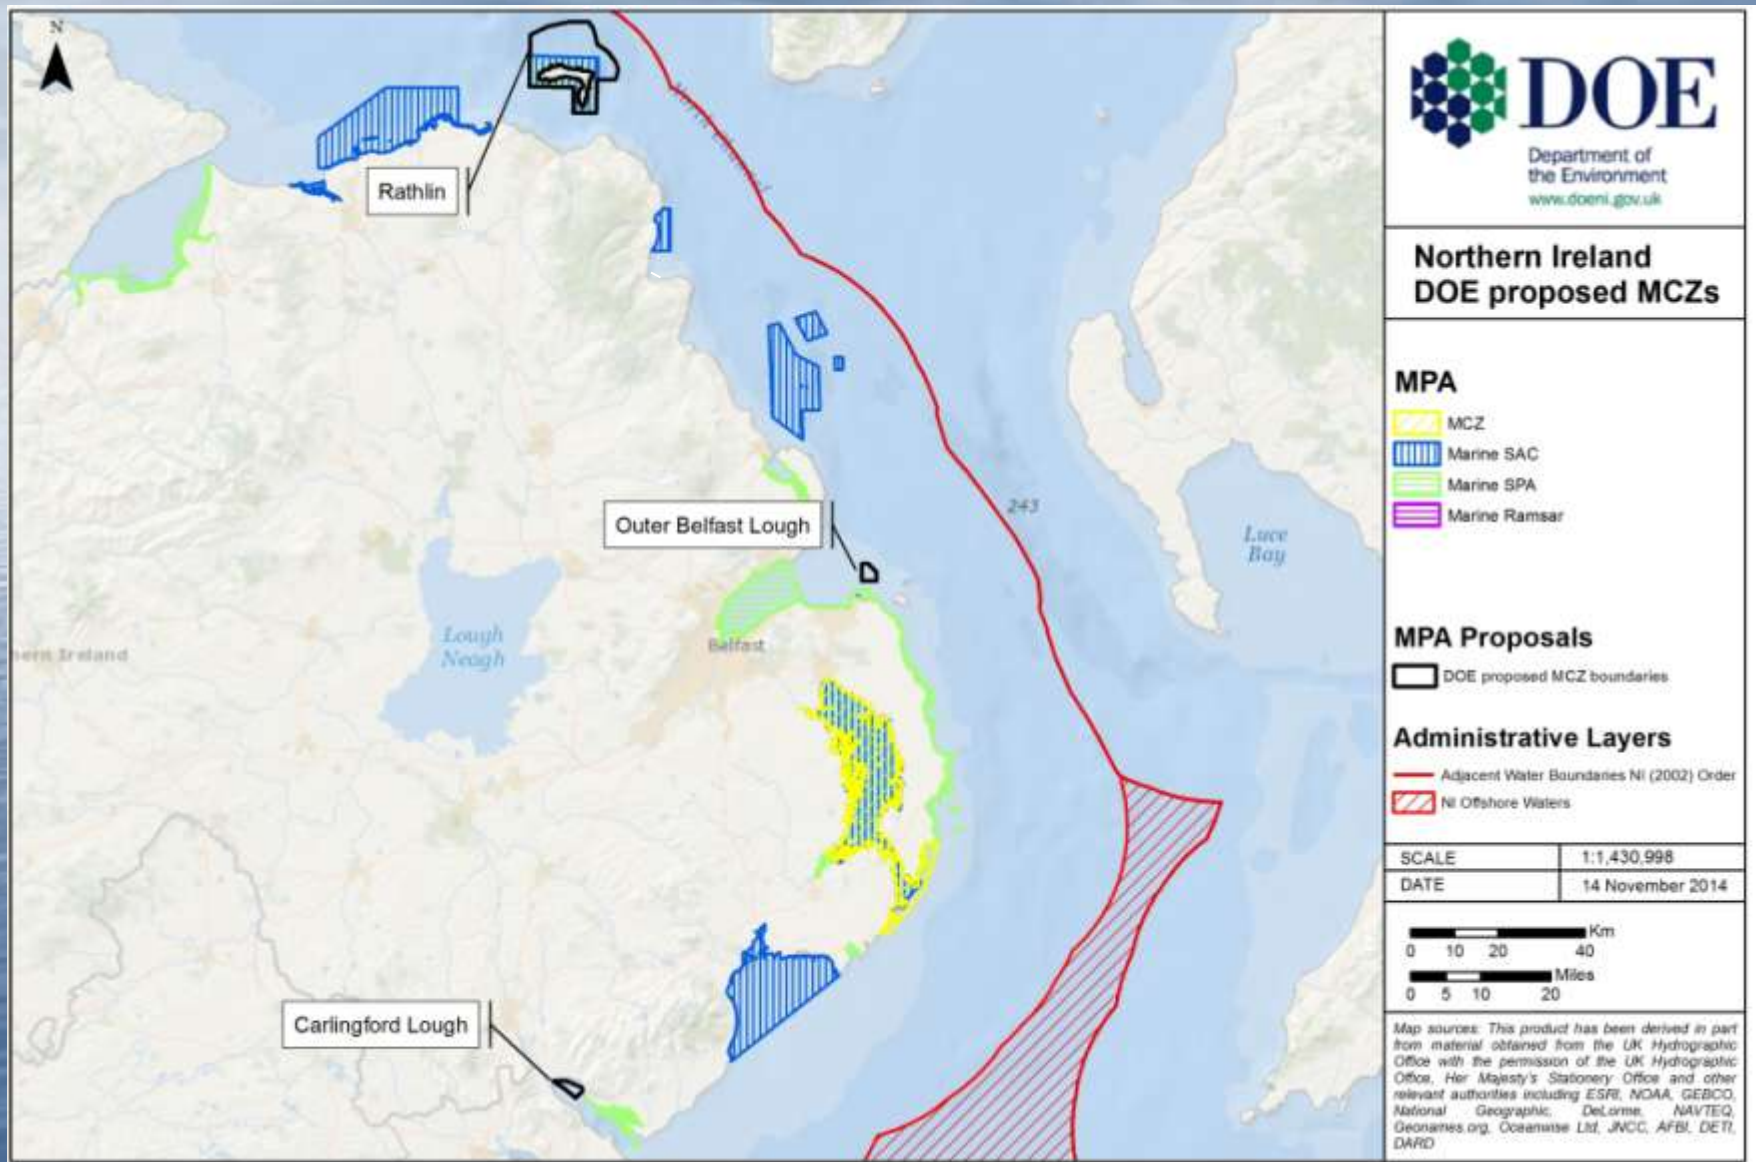 N
Rathlin
North Channel
Outer Belfast Lough
243
Luce
Bay
Lough
Neagh
Belfast
hern Ireland
Carlingford Lough
DOE
Department of
the Environment
www.doeni.gov.uk
Northern Ireland
DOE proposed MCZs
MPA
MCZ
Marine SAC
Marine SPA
Marine Ramsar
MPA Proposals
DOE proposed MCZ boundaries
Administrative Layers
Adjacent Water Boundaries NI (2002) Order
NI Offshore Waters
SCALE 1:1,430,998
DATE 14 November 2014
Km
0 10 20 40
Miles
0 5 10 20
Map sources: This product has been derived in part
from material obtained from the UK Hydrographic
Office with the permission of the UK Hydrographic
Office, Her Majesty's Stationery Office and other
relevant authorities including ESRI, NOAA, GEBCO,
National Geographic, DeLorme, NAVTEQ,
Geonames.org, Oceanwise Ltd, JNCC, AFBI, DETI,
DARD